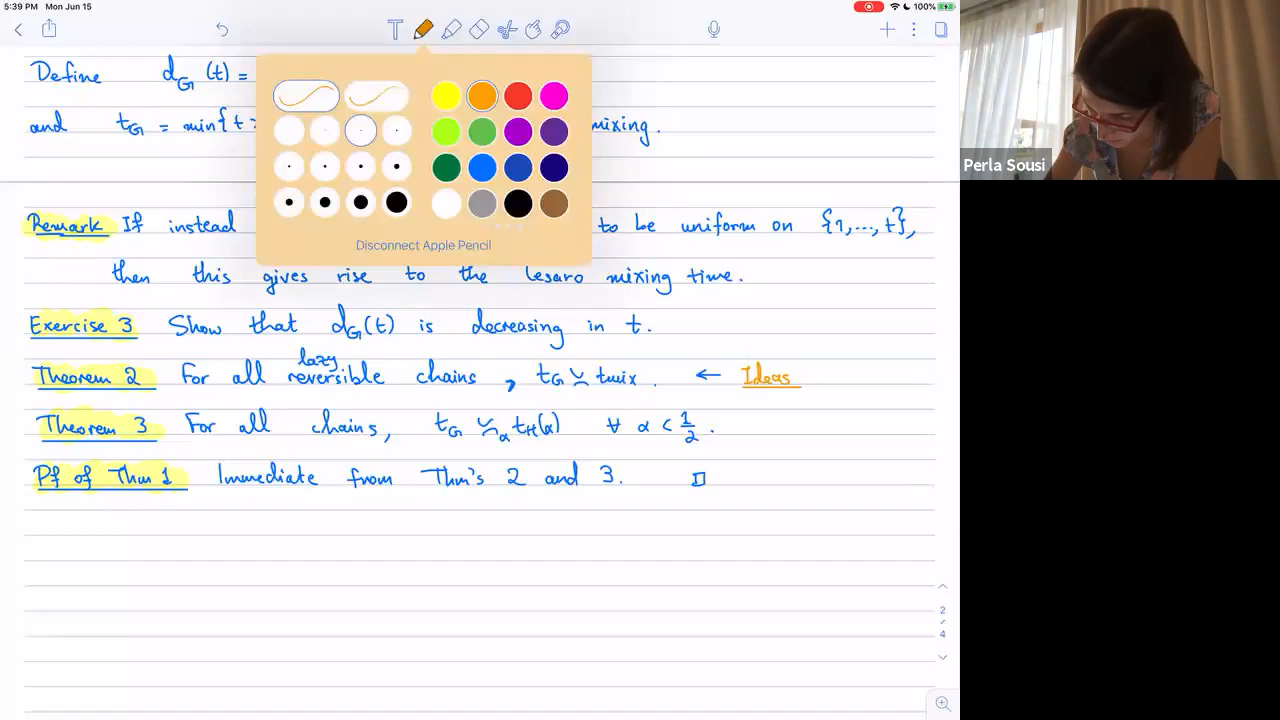 5:39 PM Mon Jun 15
100%
Define d_G(t) =
and t_G = min{t mixing.
Disconnect Apple Pencil
Remark If instead to be uniform on {1,...,t},
then this gives rise to the Cesaro mixing time.
Exercise 3 Show that d_G(t) is decreasing in t.
Theorem 2 For all lazy reversible chains, t_G ≍ tmix. ← Ideas
Theorem 3 For all chains, t_G ≍_α t_H(α) ∀ α < 1/2.
Pf of Thm 1 Immediate from Thm's 2 and 3. □
2
/
4
Perla Sousi